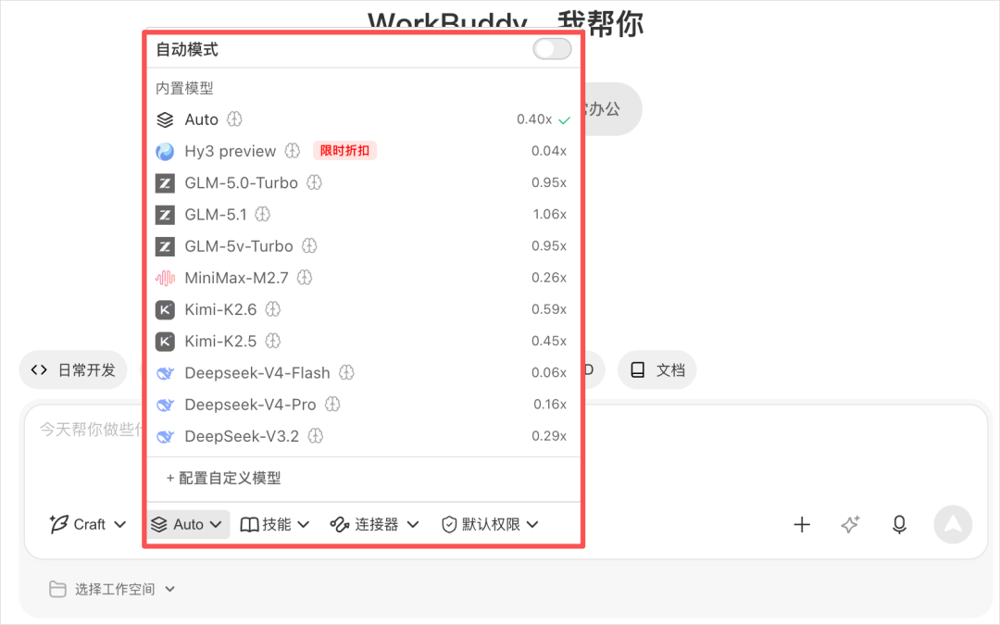 WorkBuddy 我帮你
自动模式
内置模型
Auto 0.40x
办公
Hy3 preview 限时折扣 0.04x
GLM-5.0-Turbo 0.95x
GLM-5.1 1.06x
GLM-5v-Turbo 0.95x
MiniMax-M2.7 0.26x
Kimi-K2.6 0.59x
Kimi-K2.5 0.45x
日常开发
文档
Deepseek-V4-Flash 0.06x
Deepseek-V4-Pro 0.16x
今天帮你做些
DeepSeek-V3.2 0.29x
+ 配置自定义模型
Craft Auto 技能 连接器 默认权限
选择工作空间